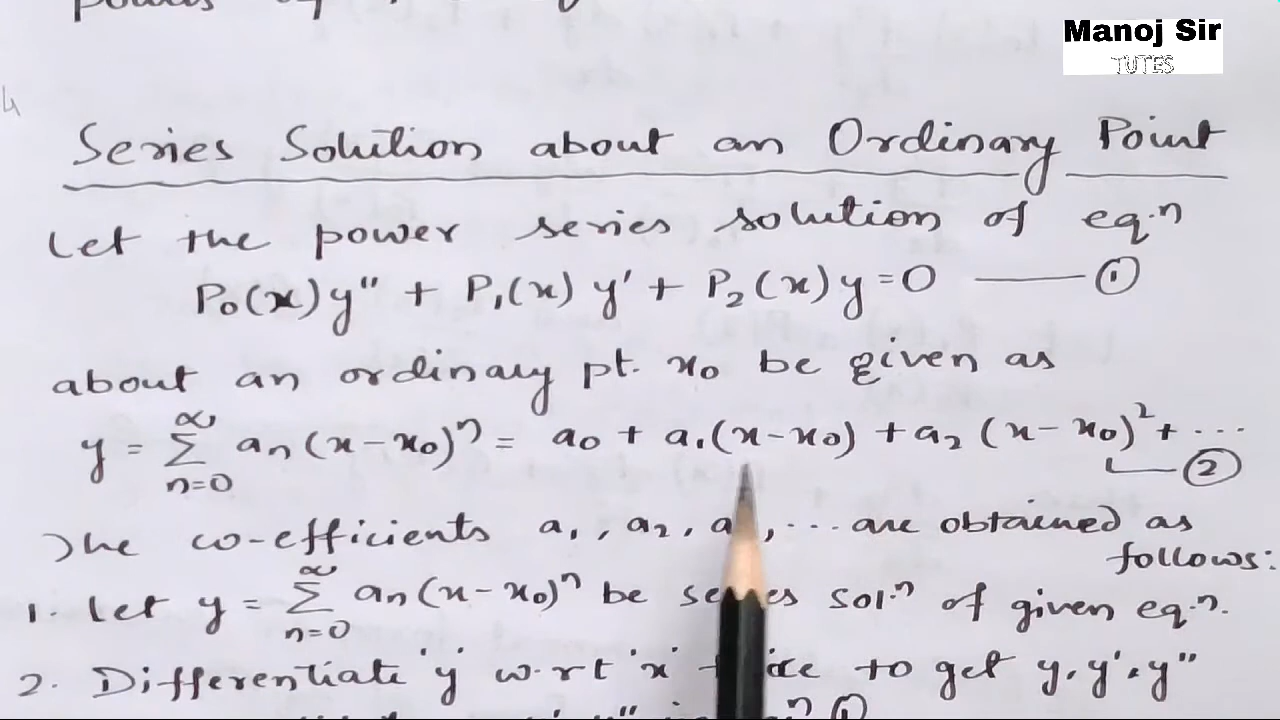 Manoj Sir
TUTES
Series Solution about an Ordinary Point
Let the power series solution of eq.n
P₀(x)y" + P₁(x) y' + P₂(x)y = 0 —— ①
about an ordinary pt. x₀ be given as
y = ∑_{n=0}^{∞} aₙ(x-x₀)ⁿ = a₀ + a₁(x-x₀) + a₂(x-x₀)² + ... ②
The co-efficients a₁, a₂, a , ... are obtained as
follows:
1. Let y = ∑_{n=0}^{∞} aₙ(x-x₀)ⁿ be series sol.n of given eq.n.
2. Differentiate 'y' w.r.t 'x' to get y, y', y"